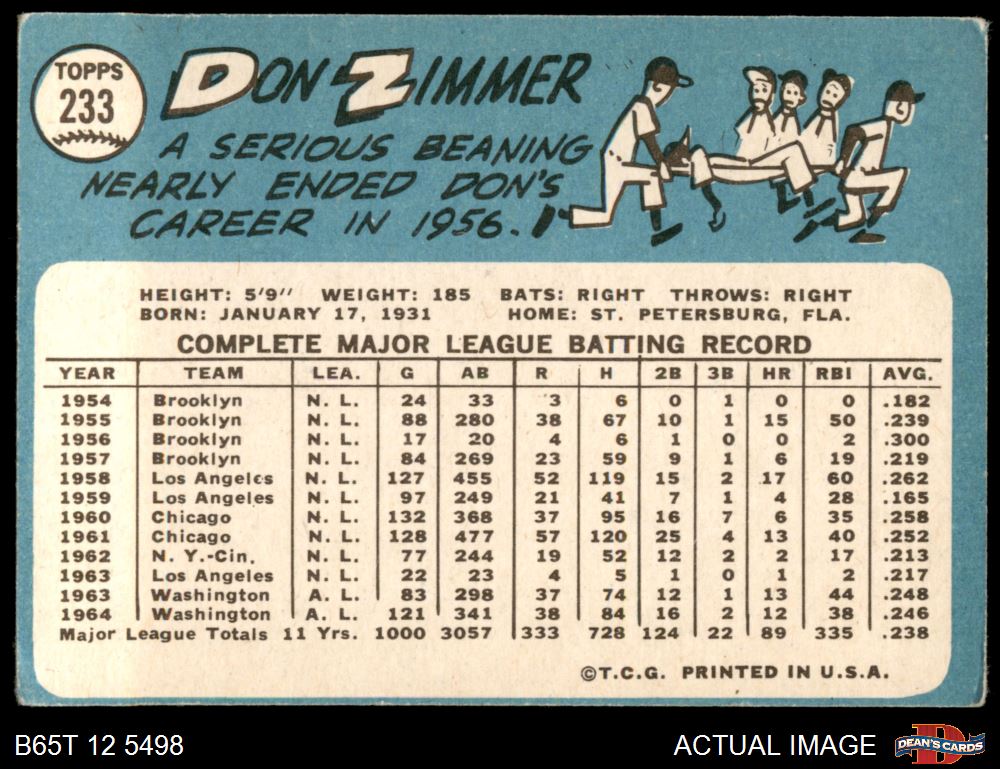 TOPPS
233
DON ZIMMER
A SERIOUS BEANING
NEARLY ENDED DON'S
CAREER IN 1956.
HEIGHT: 5'9" WEIGHT: 185 BATS: RIGHT THROWS: RIGHT
BORN: JANUARY 17, 1931 HOME: ST. PETERSBURG, FLA.
COMPLETE MAJOR LEAGUE BATTING RECORD
YEAR TEAM LEA. G AB R H 2B 3B HR RBI AVG.
1954 Brooklyn N. L. 24 33 3 6 0 1 0 0 .182
1955 Brooklyn N. L. 88 280 38 67 10 1 15 50 .239
1956 Brooklyn N. L. 17 20 4 6 1 0 0 2 .300
1957 Brooklyn N. L. 84 269 23 59 9 1 6 19 .219
1958 Los Angeles N. L. 127 455 52 119 15 2 17 60 .262
1959 Los Angeles N. L. 97 249 21 41 7 1 4 28 .165
1960 Chicago N. L. 132 368 37 95 16 7 6 35 .258
1961 Chicago N. L. 128 477 57 120 25 4 13 40 .252
1962 N. Y.-Cin. N. L. 77 244 19 52 12 2 2 17 .213
1963 Los Angeles N. L. 22 23 4 5 1 0 1 2 .217
1963 Washington A. L. 83 298 37 74 12 1 13 44 .248
1964 Washington A. L. 121 341 38 84 16 2 12 38 .246
Major League Totals 11 Yrs. 1000 3057 333 728 124 22 89 335 .238
©T.C.G. PRINTED IN U.S.A.
B65T 12 5498
ACTUAL IMAGE
D
DEAN'S CARDS